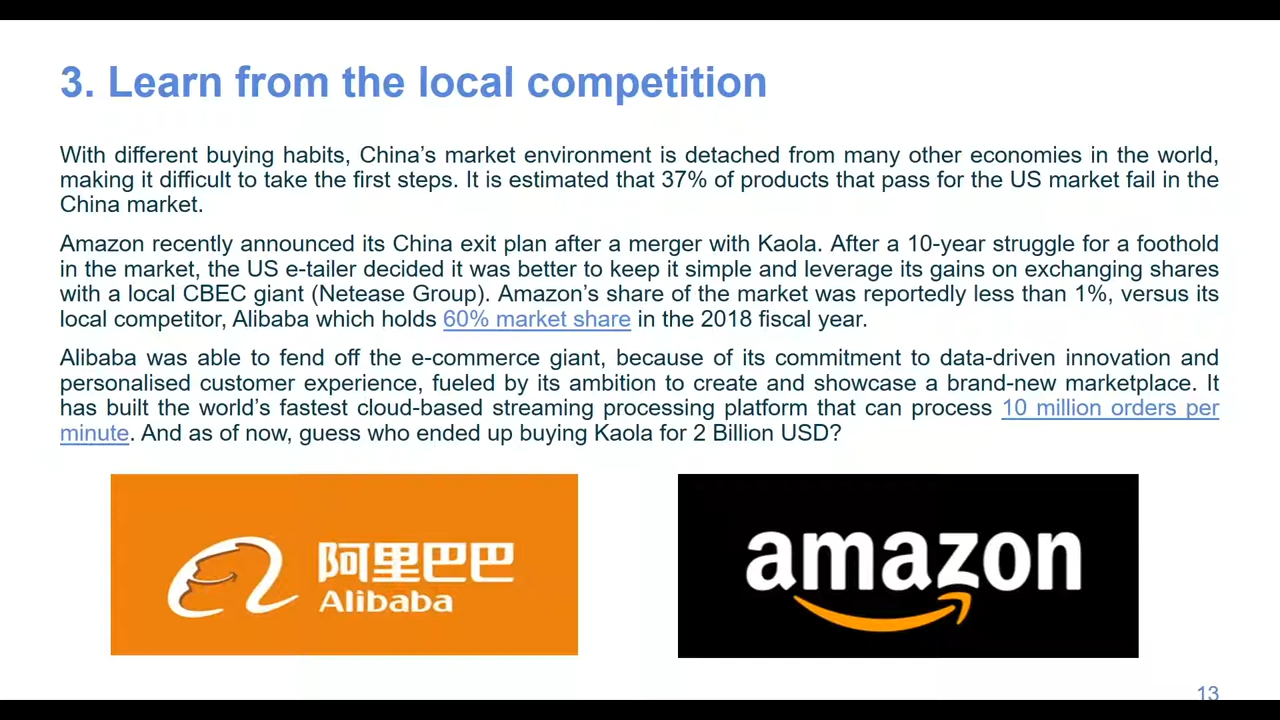 3. Learn from the local competition
With different buying habits, China’s market environment is detached from many other economies in the world,
making it difficult to take the first steps. It is estimated that 37% of products that pass for the US market fail in the
China market.
Amazon recently announced its China exit plan after a merger with Kaola. After a 10-year struggle for a foothold
in the market, the US e-tailer decided it was better to keep it simple and leverage its gains on exchanging shares
with a local CBEC giant (Netease Group). Amazon’s share of the market was reportedly less than 1%, versus its
local competitor, Alibaba which holds 60% market share in the 2018 fiscal year.
Alibaba was able to fend off the e-commerce giant, because of its commitment to data-driven innovation and
personalised customer experience, fueled by its ambition to create and showcase a brand-new marketplace. It
has built the world’s fastest cloud-based streaming processing platform that can process 10 million orders per
minute. And as of now, guess who ended up buying Kaola for 2 Billion USD?
阿里巴巴
Alibaba
amazon
13